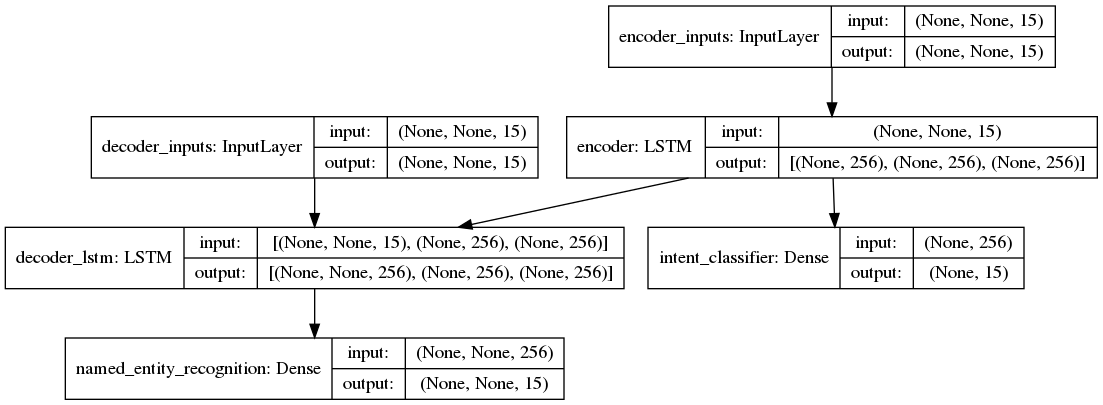 encoder_inputs: InputLayer
input:
(None, None, 15)
output:
(None, None, 15)
decoder_inputs: InputLayer
input:
(None, None, 15)
output:
(None, None, 15)
encoder: LSTM
input:
(None, None, 15)
output:
[(None, 256), (None, 256), (None, 256)]
decoder_lstm: LSTM
input:
[(None, None, 15), (None, 256), (None, 256)]
output:
[(None, None, 256), (None, 256), (None, 256)]
intent_classifier: Dense
input:
(None, 256)
output:
(None, 15)
named_entity_recognition: Dense
input:
(None, None, 256)
output:
(None, None, 15)